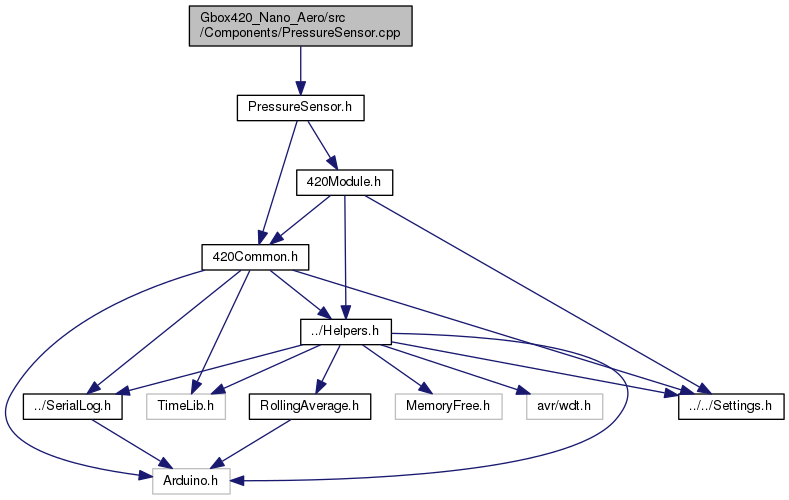 Gbox420_Nano_Aero/src
/Components/PressureSensor.cpp
PressureSensor.h
420Module.h
420Common.h
../Helpers.h
../SerialLog.h
TimeLib.h
RollingAverage.h
MemoryFree.h
avr/wdt.h
../../Settings.h
Arduino.h